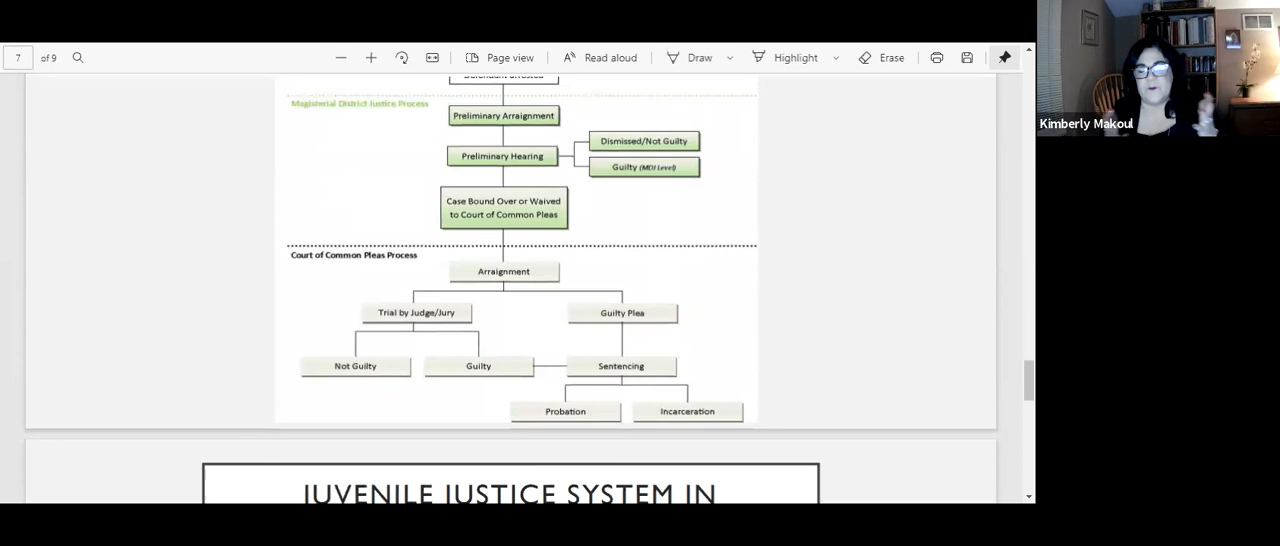 7 of 9 Page view Read aloud Draw Highlight Erase
Kimberly Makoul
Defendant arrested
Magisterial District Justice Process
Preliminary Arraignment
Dismissed/Not Guilty
Preliminary Hearing
Guilty (MDJ Level)
Case Bound Over or Waived
to Court of Common Pleas
Court of Common Pleas Process
Arraignment
Trial by Judge/Jury Guilty Plea
Not Guilty Guilty Sentencing
Probation Incarceration
JUVENILE JUSTICE SYSTEM IN